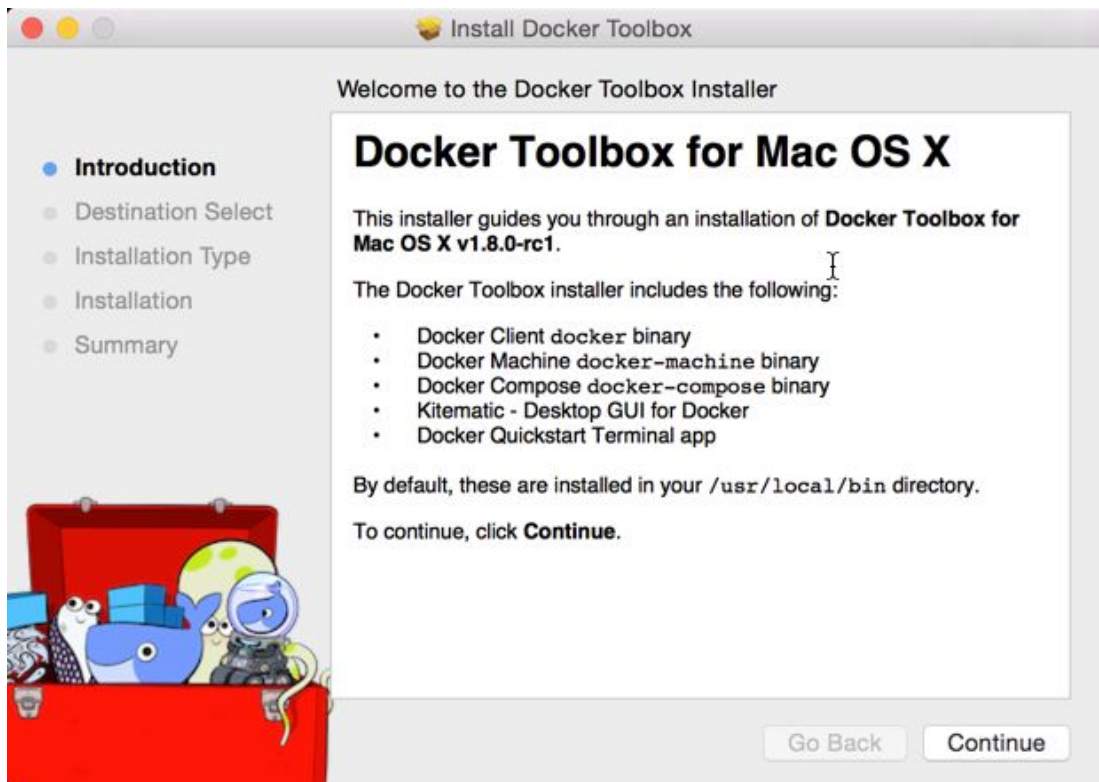 Install Docker Toolbox
Welcome to the Docker Toolbox Installer
Introduction
Destination Select
Installation Type
Installation
Summary
Docker Toolbox for Mac OS X
This installer guides you through an installation of Docker Toolbox for
Mac OS X v1.8.0-rc1.
The Docker Toolbox installer includes the following:
• Docker Client docker binary
• Docker Machine docker-machine binary
• Docker Compose docker-compose binary
• Kitematic - Desktop GUI for Docker
• Docker Quickstart Terminal app
By default, these are installed in your /usr/local/bin directory.
To continue, click Continue.
Go Back
Continue